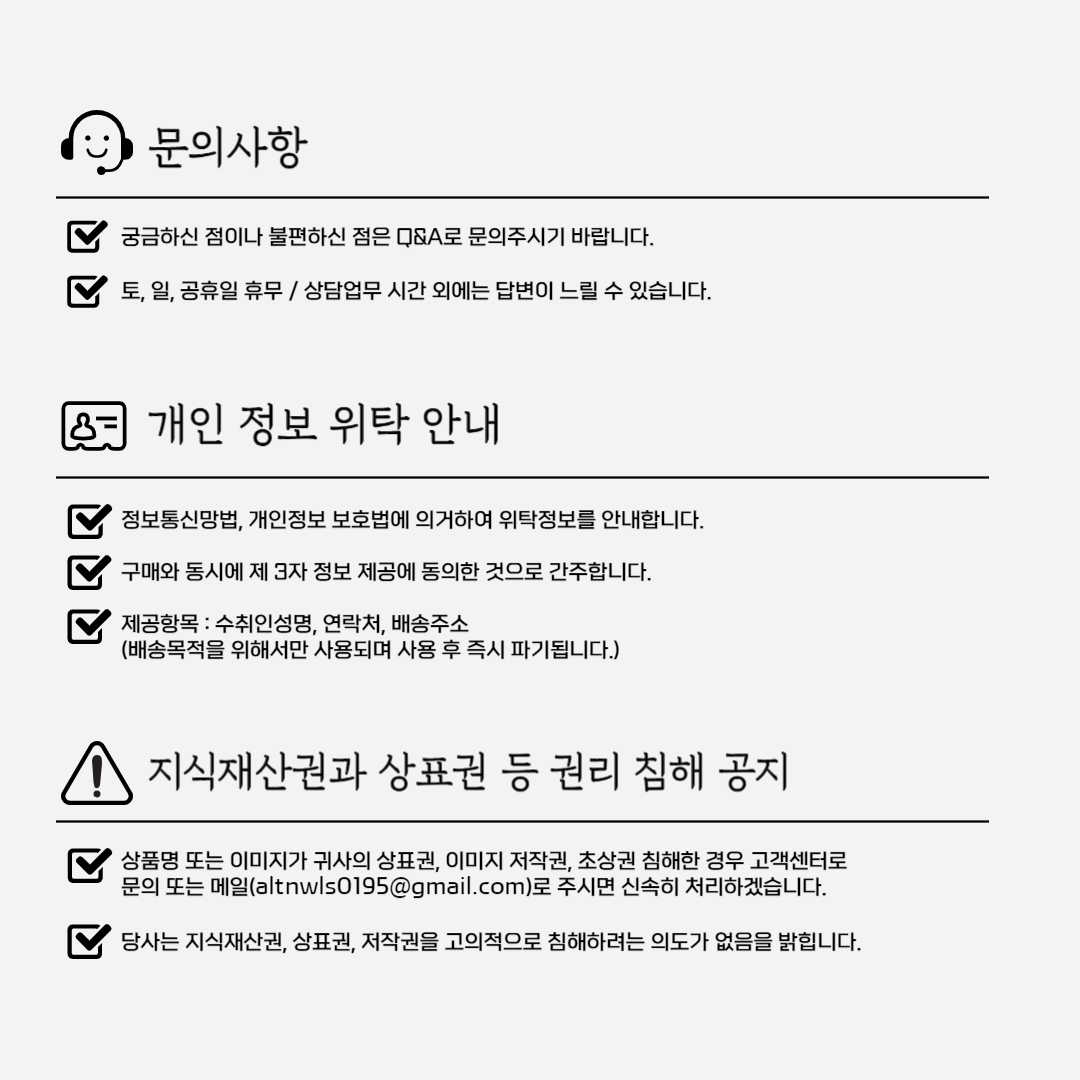 문의사항
궁금하신 점이나 불편하신 점은 Q&A로 문의주시기 바랍니다.
토, 일, 공휴일 휴무 / 상담업무 시간 외에는 답변이 느릴 수 있습니다.
개인 정보 위탁 안내
정보통신망법, 개인정보 보호법에 의거하여 위탁정보를 안내합니다.
구매와 동시에 제 3자 정보 제공에 동의한 것으로 간주합니다.
제공항목 : 수취인성명, 연락처, 배송주소
(배송목적을 위해서만 사용되며 사용 후 즉시 파기됩니다.)
지식재산권과 상표권 등 권리 침해 공지
상품명 또는 이미지가 귀사의 상표권, 이미지 저작권, 초상권 침해한 경우 고객센터로
문의 또는 메일(altnwls0195@gmail.com)로 주시면 신속히 처리하겠습니다.
당사는 지식재산권, 상표권, 저작권을 고의적으로 침해하려는 의도가 없음을 밝힙니다.